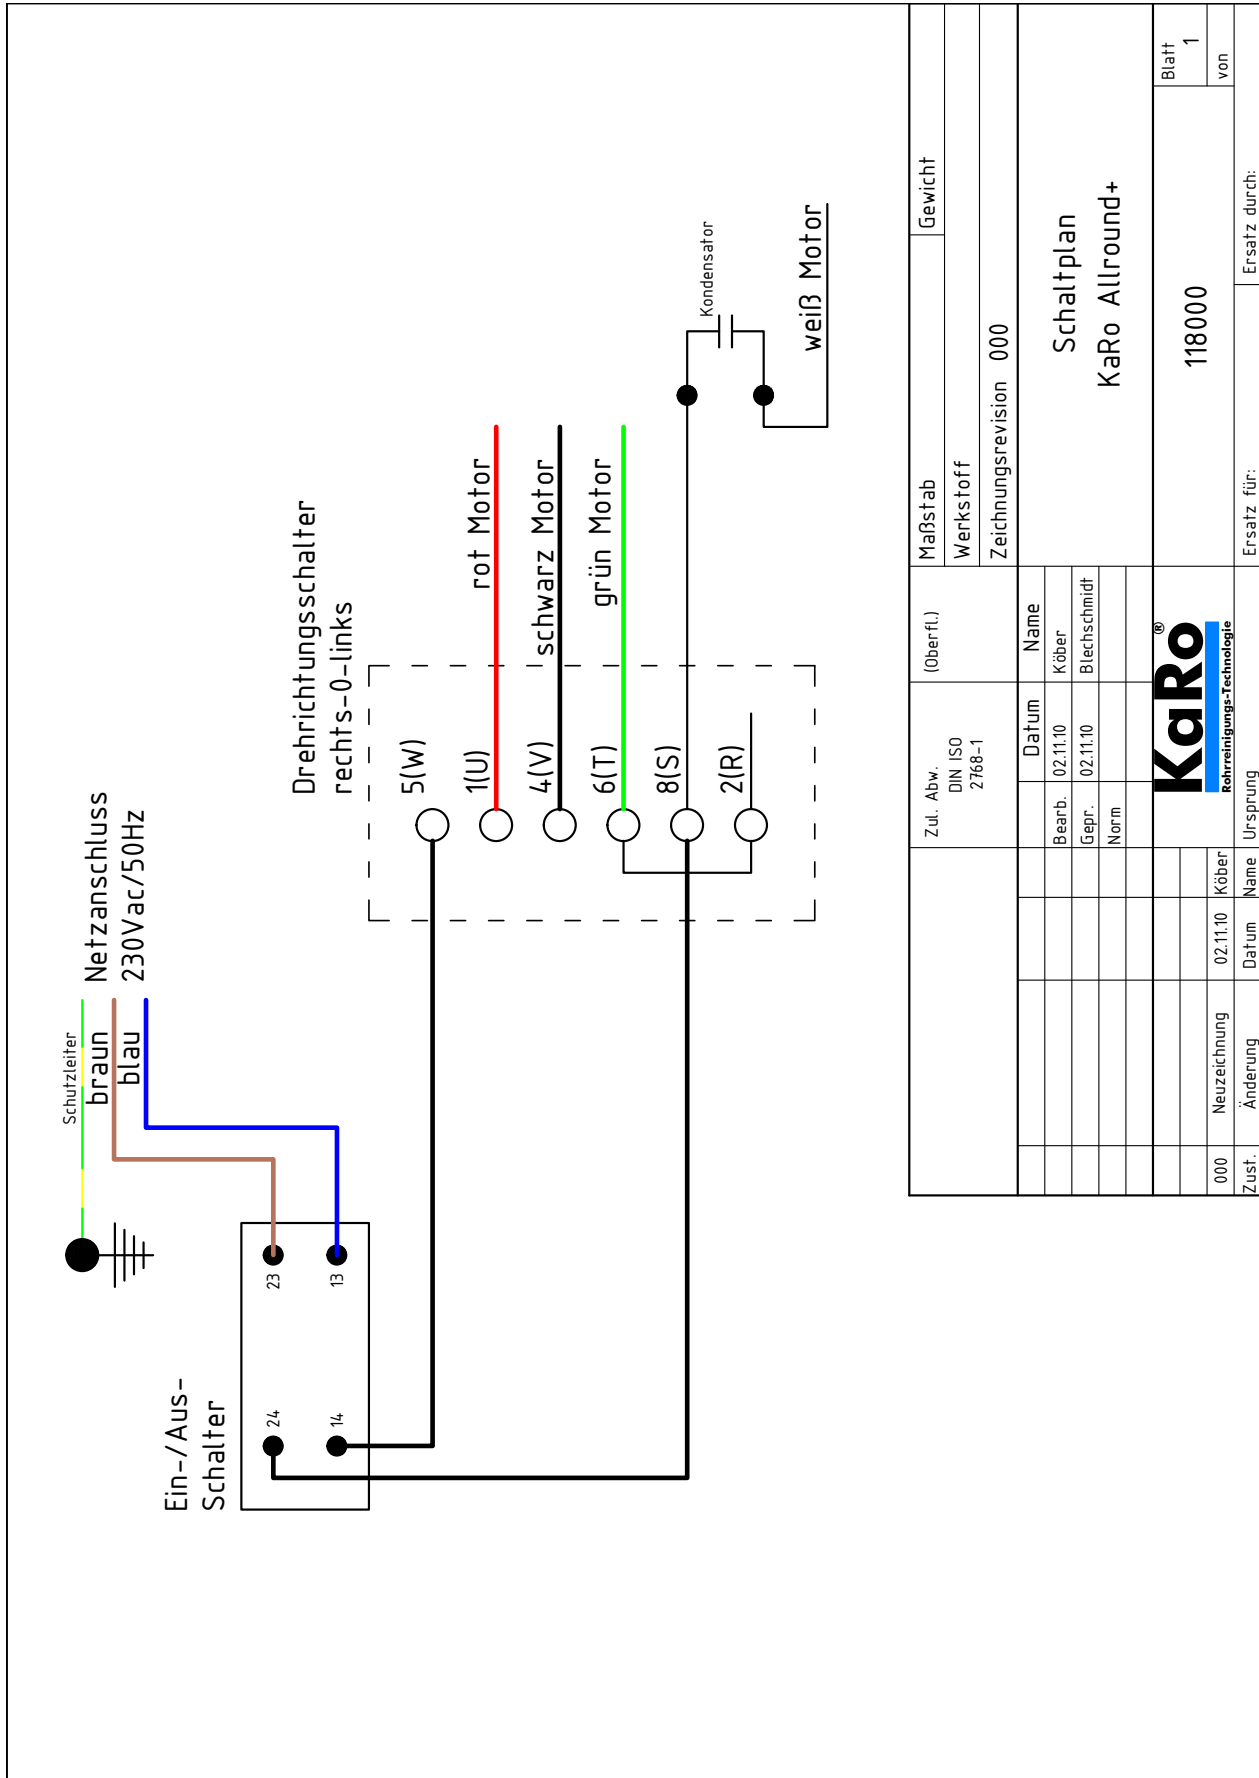 Schutzleiter
braun
blau
Netzanschluss
230Vac/50Hz
Ein-/Aus-
Schalter
24
14
23
13
Drehrichtungsschalter
rechts-0-links
5(W)
1(U)
4(V)
6(T)
8(S)
2(R)
rot Motor
schwarz Motor
grün Motor
Kondensator
weiß Motor
Zul. Abw.
DIN ISO
2768-1
(Oberfl.)
Maßstab
Gewicht
Werkstoff
Zeichnungsrevision 000
Datum
Name
Bearb.
02.11.10
Köber
Gepr.
02.11.10
Blechschmidt
Norm
Schaltplan
KaRo Allround+
KaRo®
Rohrreinigungs-Technologie
118000
Blatt
1
von
000
Neuzeichnung
02.11.10
Köber
Zust.
Änderung
Datum
Name
Ursprung
Ersatz für:
Ersatz durch: